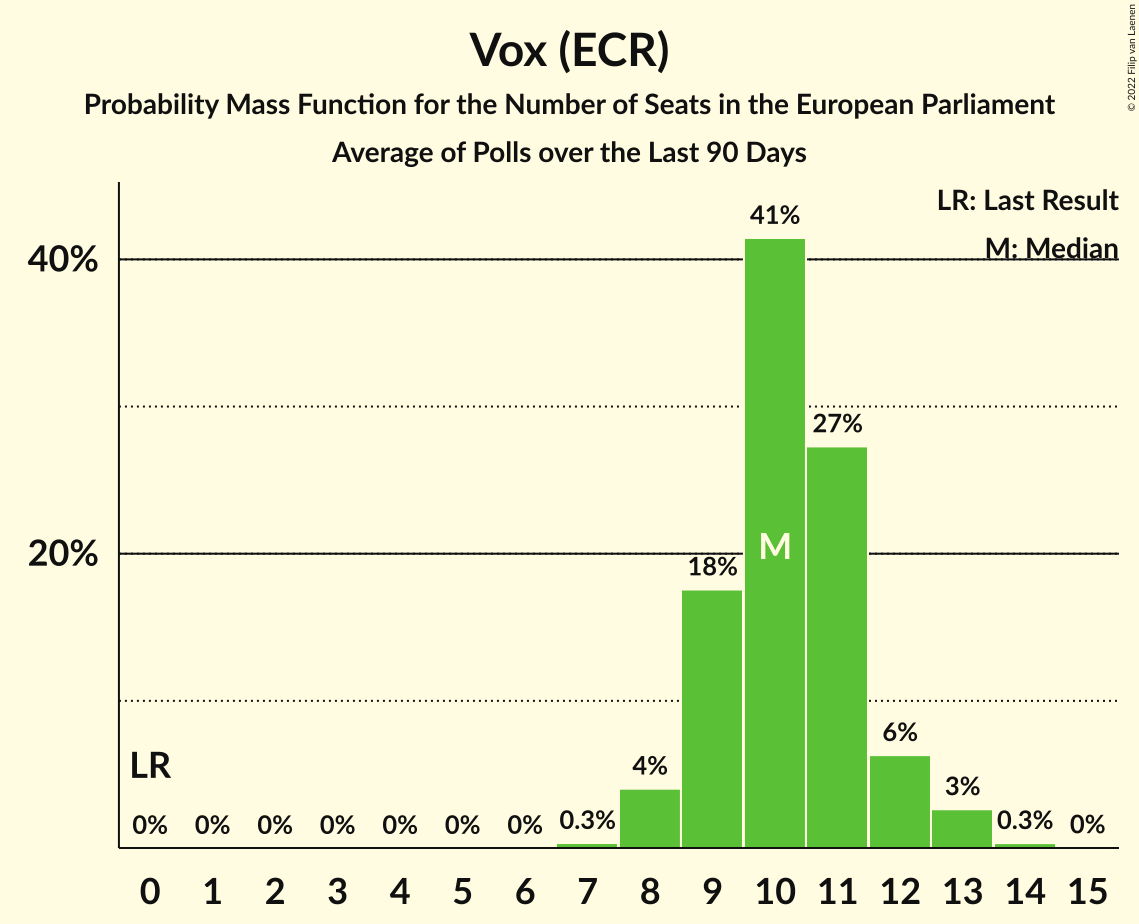 Vox (ECR)
Probability Mass Function for the Number of Seats in the European Parliament
Average of Polls over the Last 90 Days
© 2022 Filip van Laenen
LR: Last Result
M: Median
40%
20%
41%
27%
18%
M
6%
4%
3%
LR
0% 0% 0% 0% 0% 0% 0% 0.3% 0.3% 0%
0 1 2 3 4 5 6 7 8 9 10 11 12 13 14 15